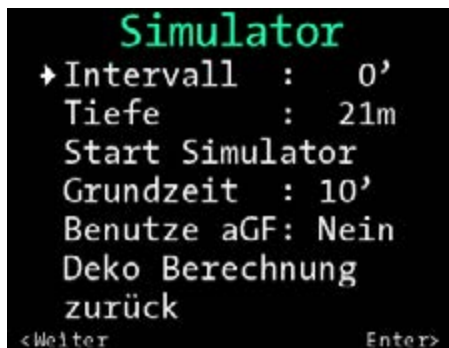 Simulator
→Intervall : 0’
Tiefe : 21m
Start Simulator
Grundzeit : 10’
Benutze aGF: Nein
Deko Berechnung
zurück
<Weiter Enter>